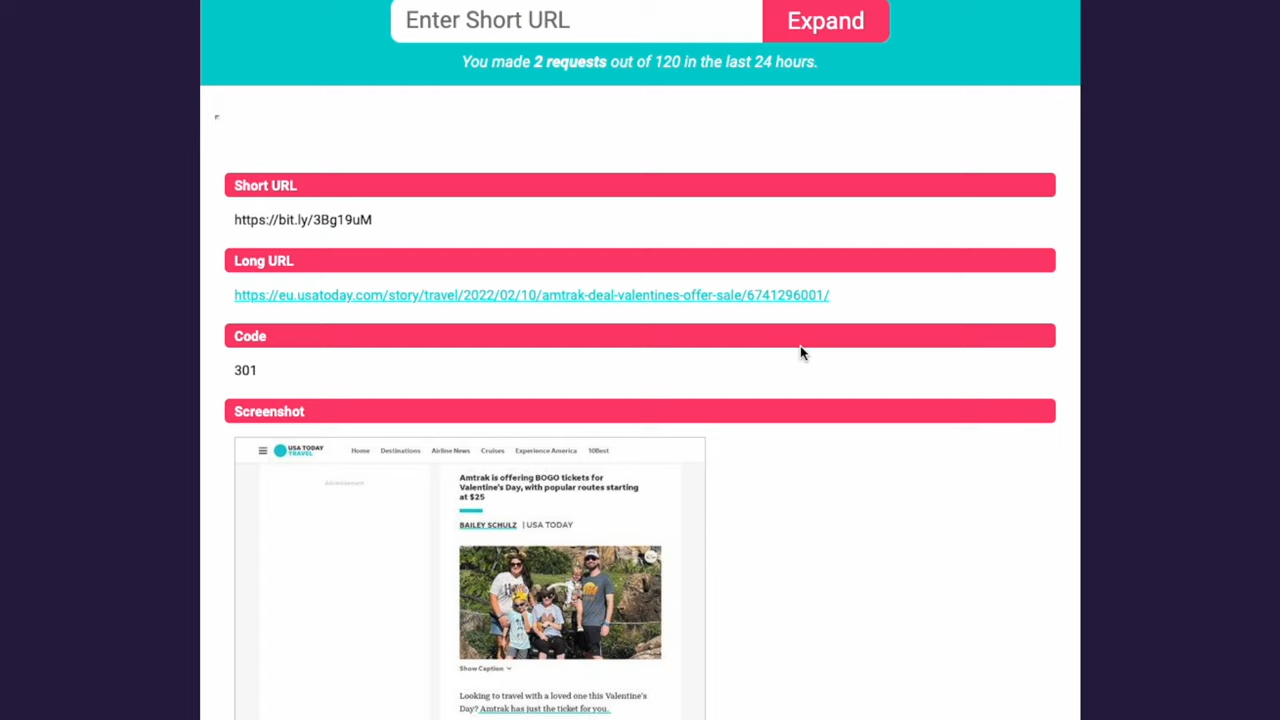 Enter Short URL
Expand
You made 2 requests out of 120 in the last 24 hours.
Short URL
https://bit.ly/3Bg19uM
Long URL
https://eu.usatoday.com/story/travel/2022/02/10/amtrak-deal-valentines-offer-sale/6741296001/
Code
301
Screenshot
USA TODAY
TRAVEL
Home Destinations Airline News Cruises Experience America 10Best
Advertisement
Amtrak is offering BOGO tickets for
Valentine's Day, with popular routes starting
at $25
BAILEY SCHULZ | USA TODAY
Show Caption
Looking to travel with a loved one this Valentine's
Day? Amtrak has just the ticket for you.